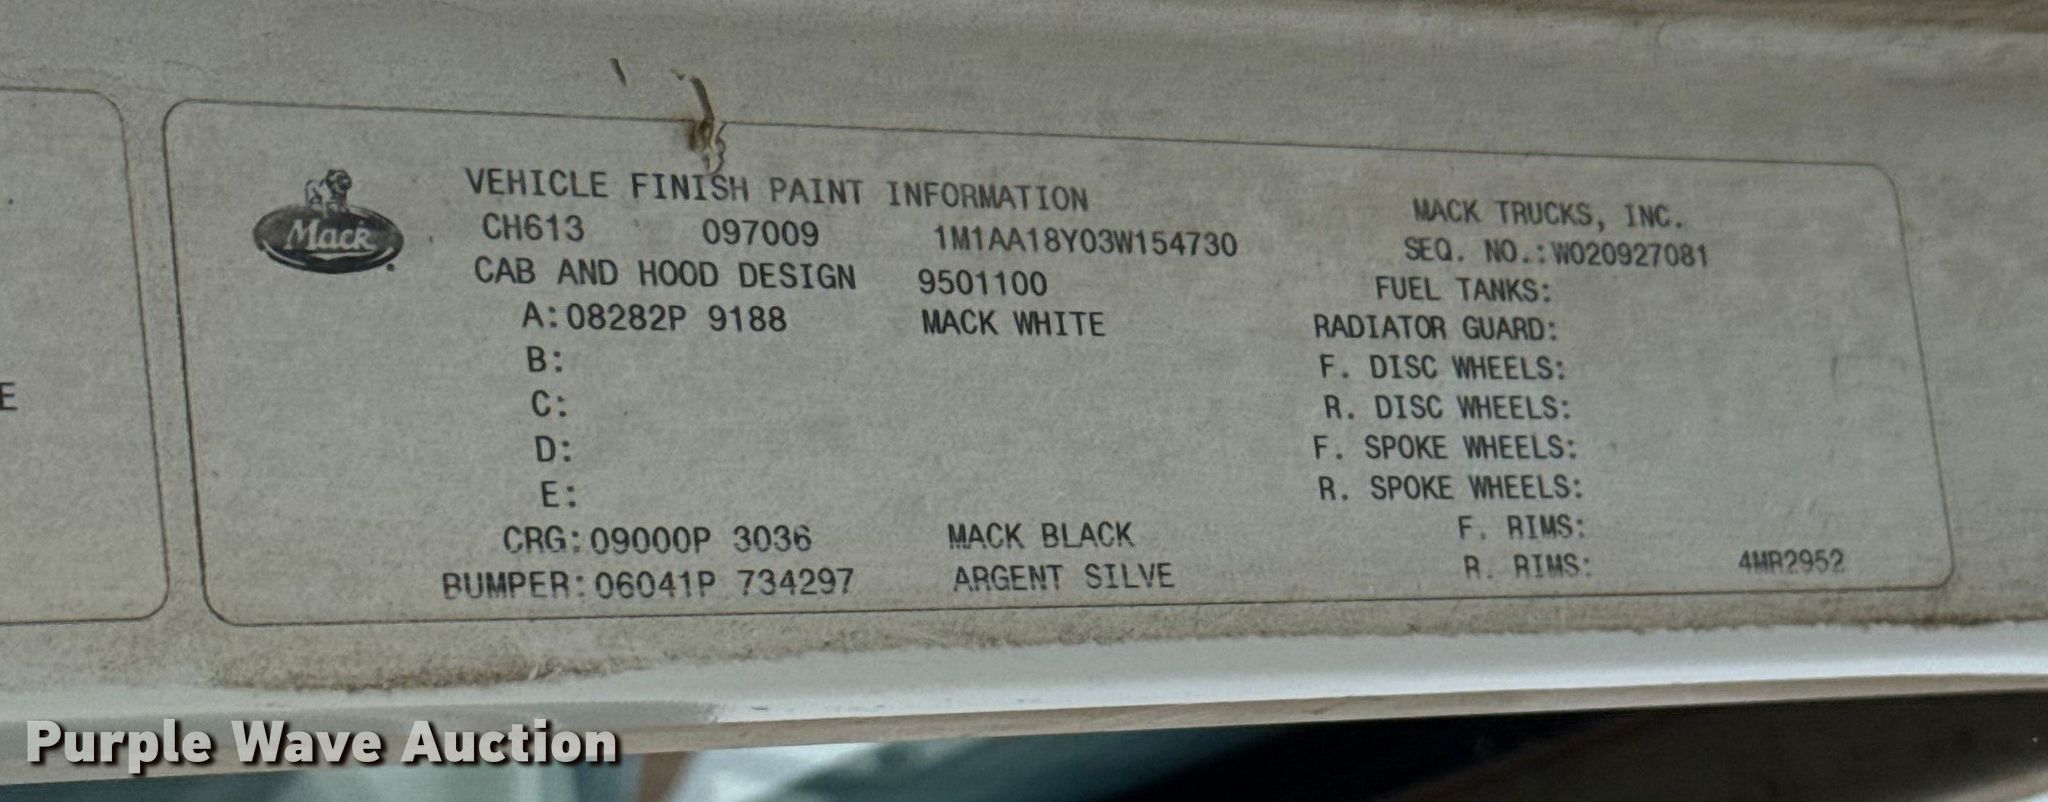 E
Mack
VEHICLE FINISH PAINT INFORMATION
CH613 097009 1M1AA18Y03W154730
CAB AND HOOD DESIGN 9501100
A:08282P 9188 MACK WHITE
B:
C:
D:
E:
CRG:09000P 3036 MACK BLACK
BUMPER:06041P 734297 ARGENT SILVE
MACK TRUCKS, INC.
SEQ. NO.:W020927081
FUEL TANKS:
RADIATOR GUARD:
F. DISC WHEELS:
R. DISC WHEELS:
F. SPOKE WHEELS:
R. SPOKE WHEELS:
F. RIMS:
R. RIMS:
4MR2952
Purple Wave Auction